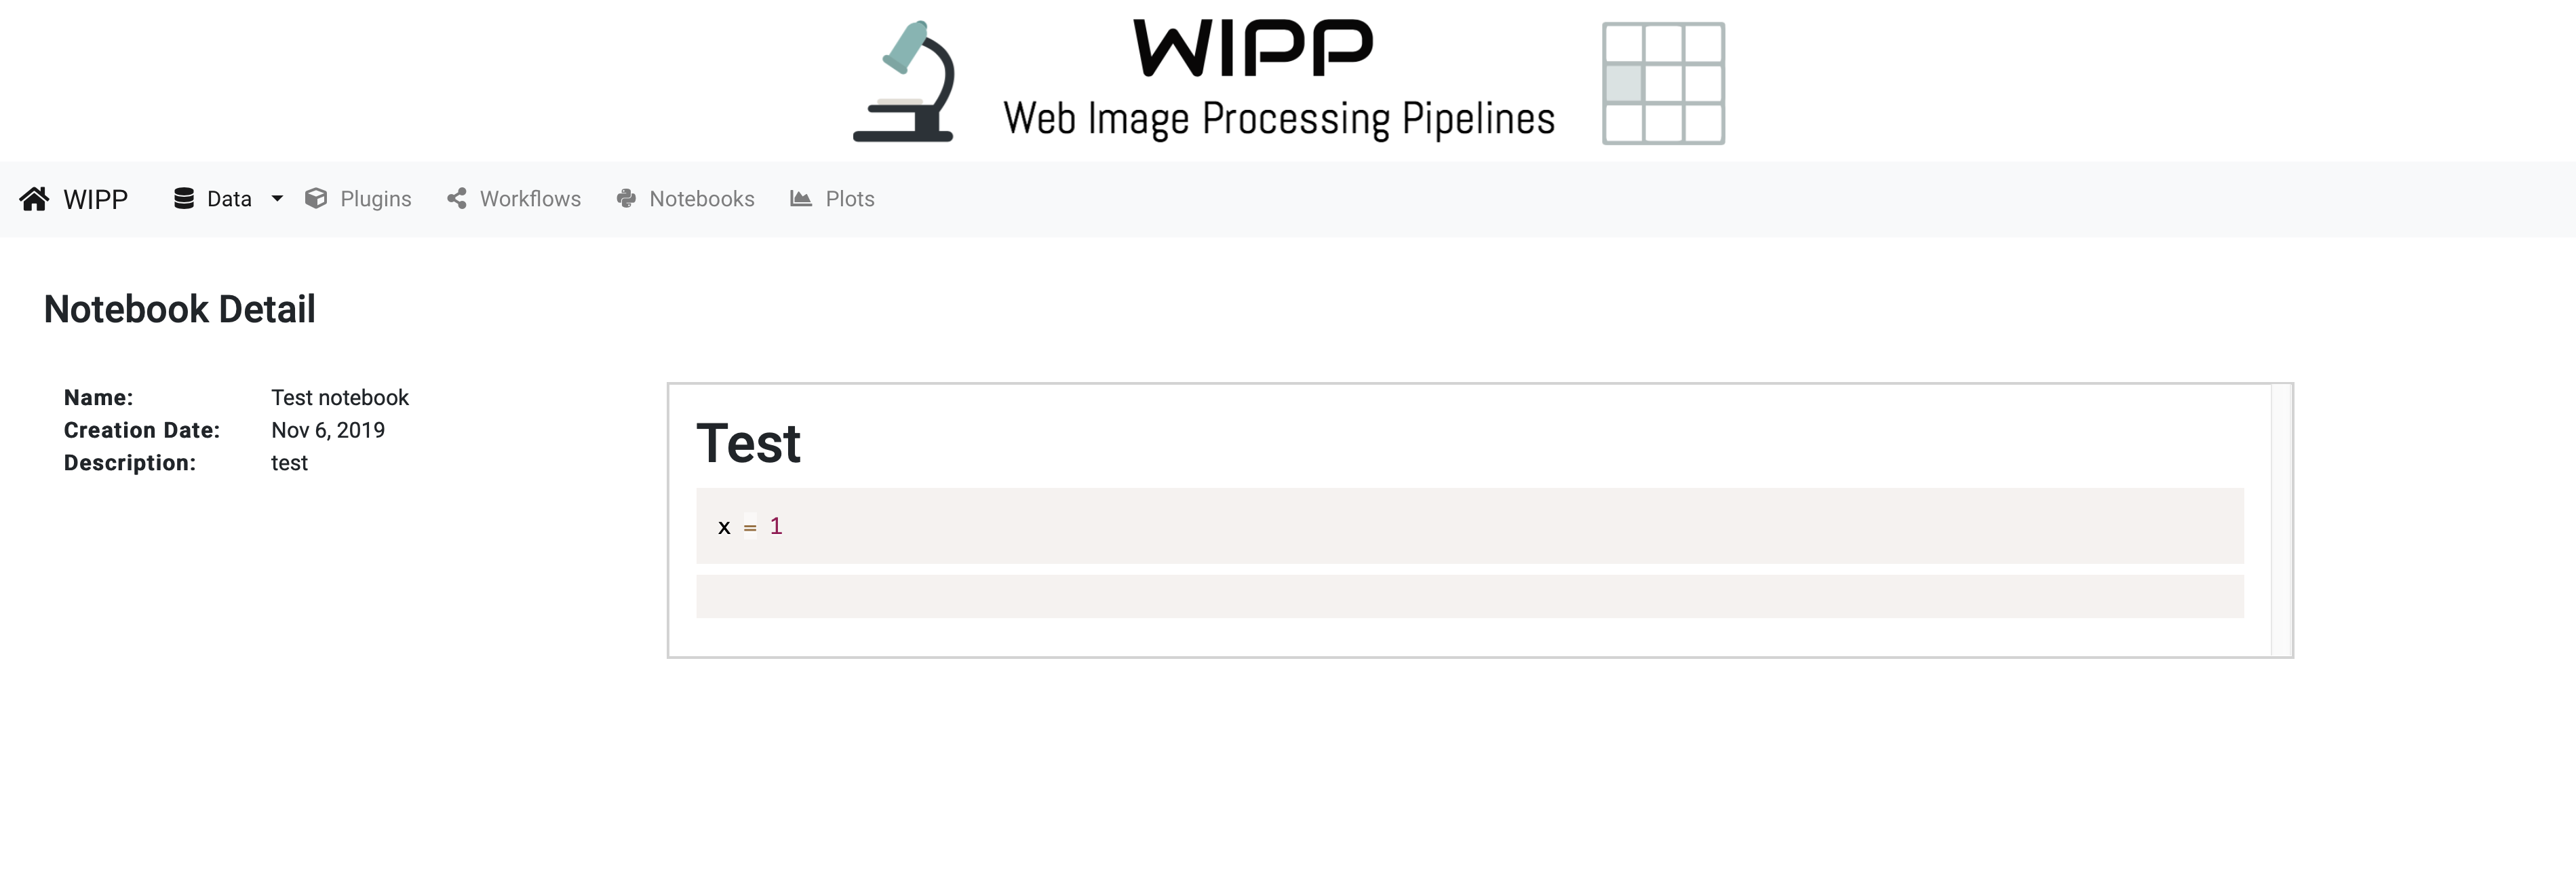 WIPP
Web Image Processing Pipelines
WIPP Data Plugins Workflows Notebooks Plots
Notebook Detail
Name: Test notebook
Creation Date: Nov 6, 2019
Description: test
Test
x = 1